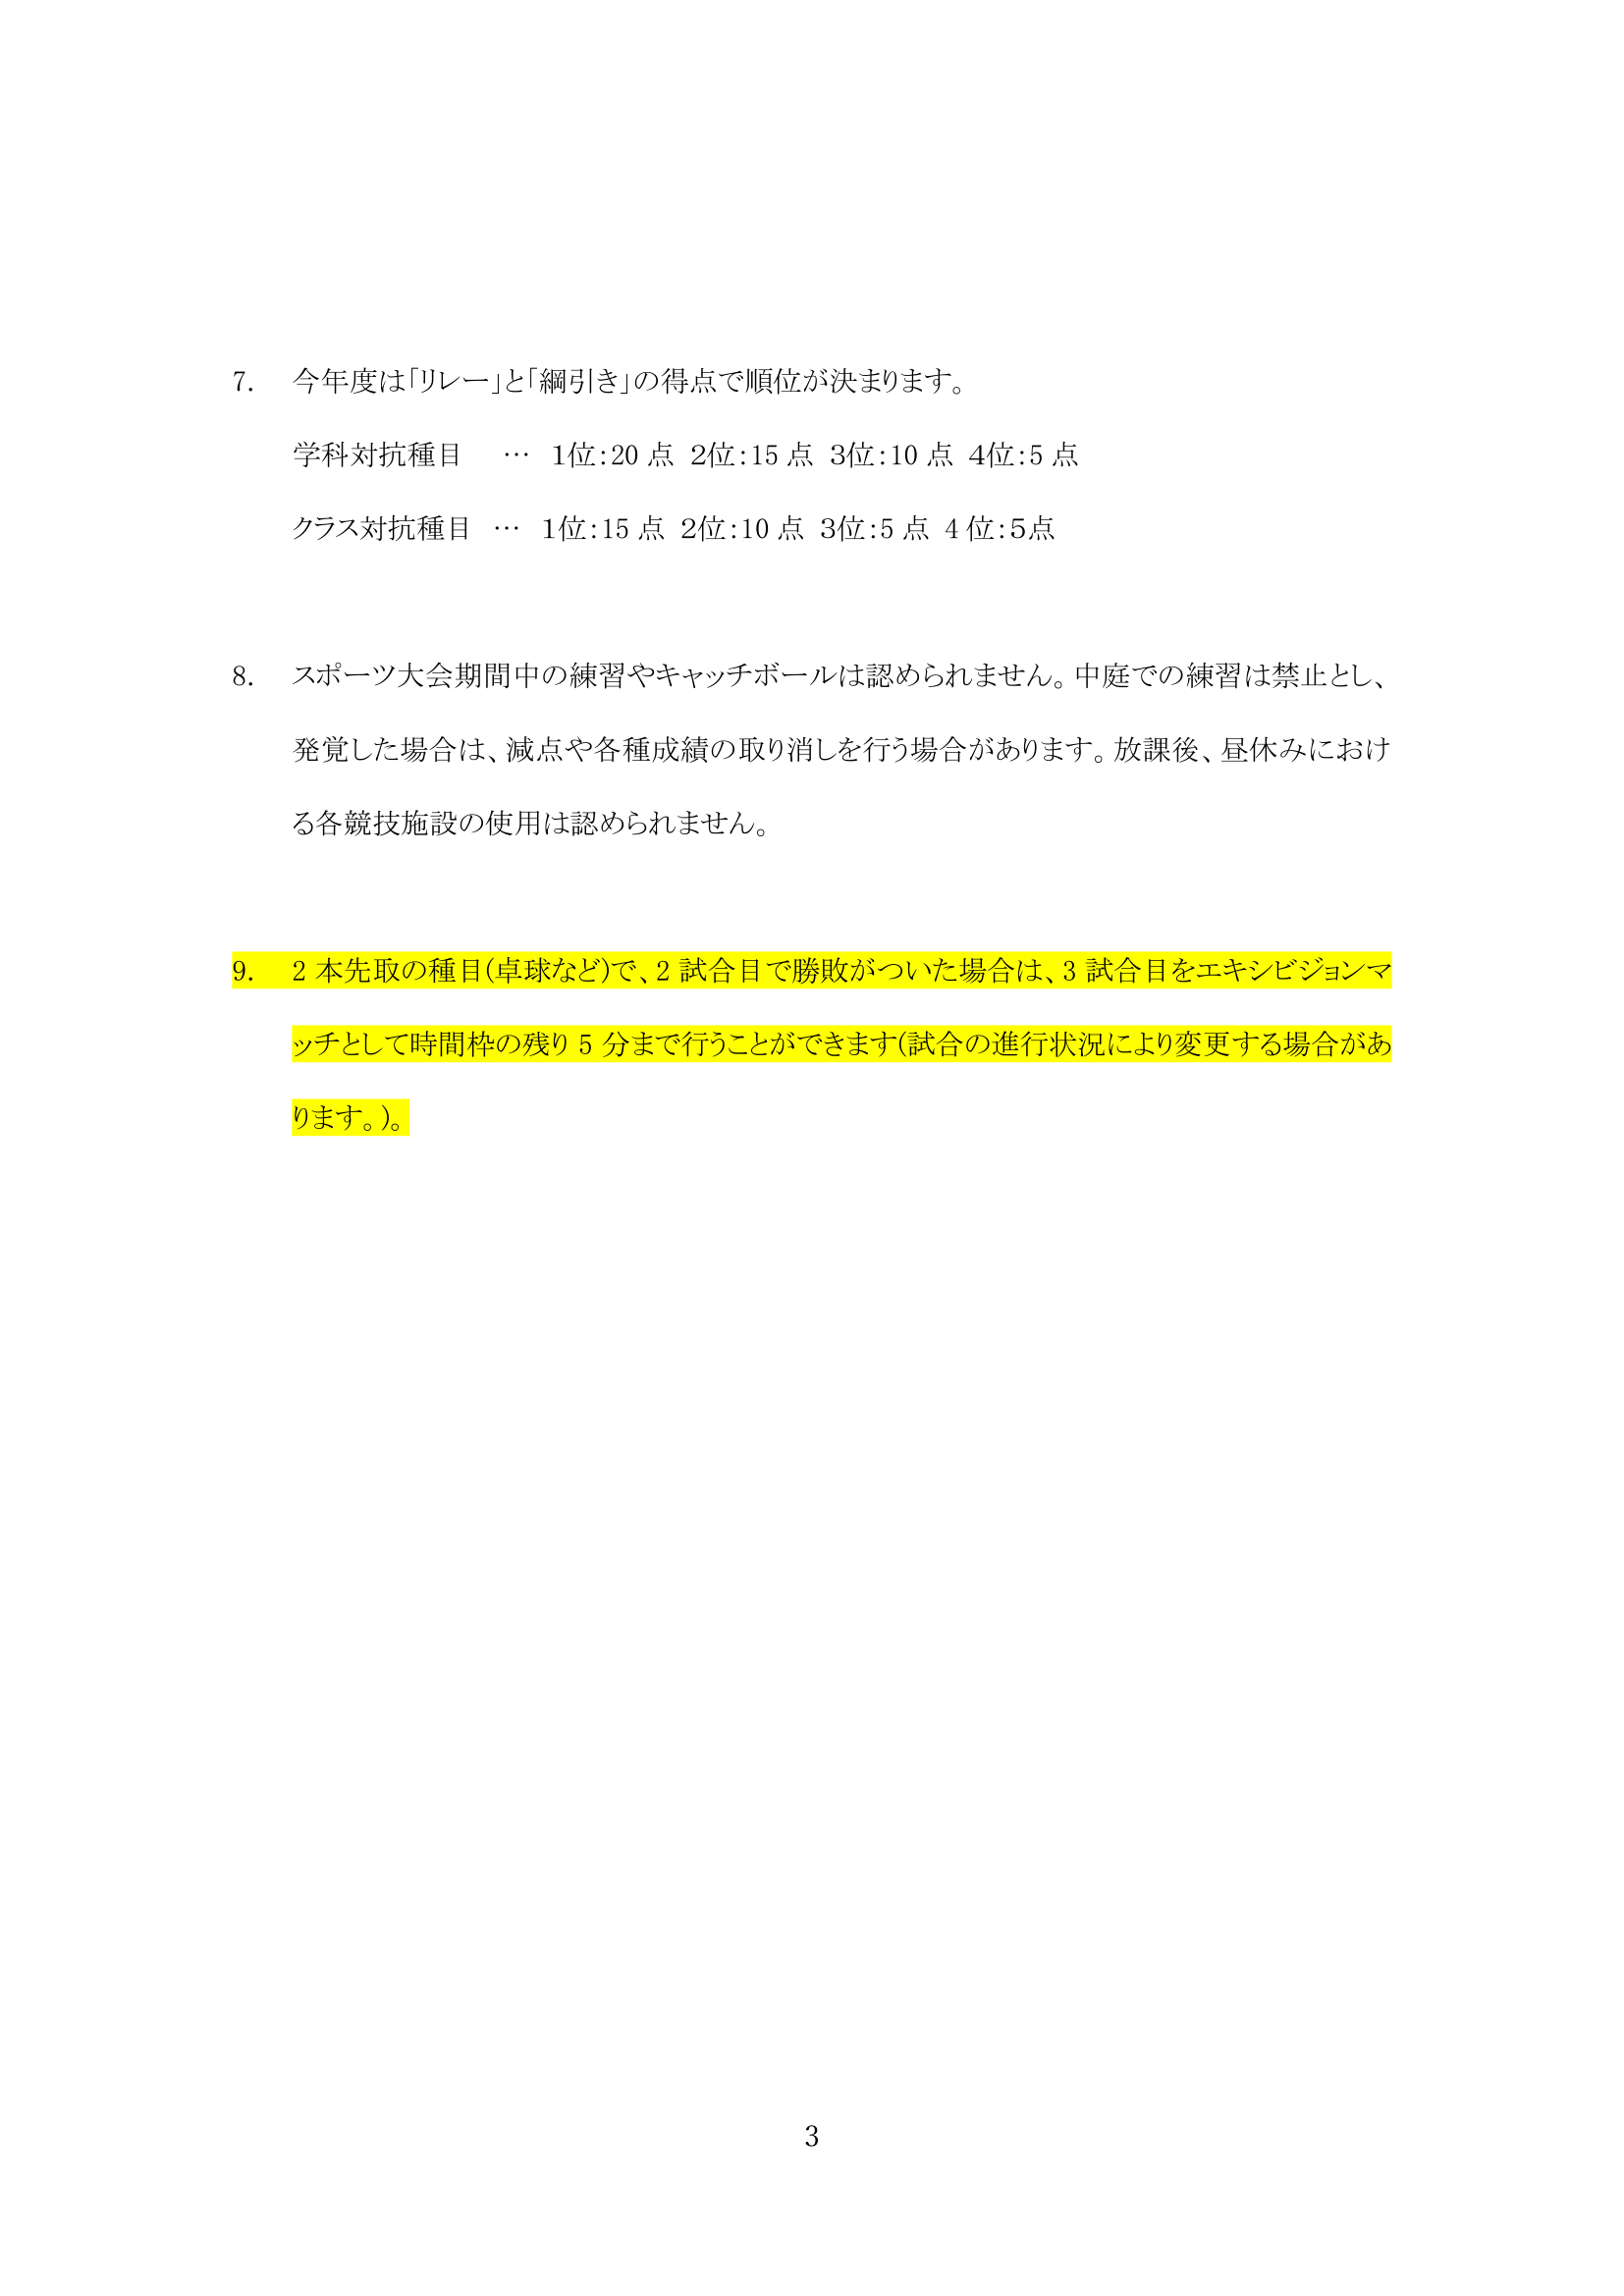 7. 今年度は「リレー」と「綱引き」の得点で順位が決まります。
学科対抗種目 … 1位:20 点 2位:15 点 3位:10 点 4位:5 点
クラス対抗種目 … 1位:15 点 2位:10 点 3位:5 点 4 位:5点
8. スポーツ大会期間中の練習やキャッチボールは認められません。中庭での練習は禁止とし、
発覚した場合は、減点や各種成績の取り消しを行う場合があります。放課後、昼休みにおけ
る各競技施設の使用は認められません。
9. 2 本先取の種目(卓球など)で、2 試合目で勝敗がついた場合は、3 試合目をエキシビジョンマ
ッチとして時間枠の残り 5 分まで行うことができます(試合の進行状況により変更する場合があ
ります。)。
3